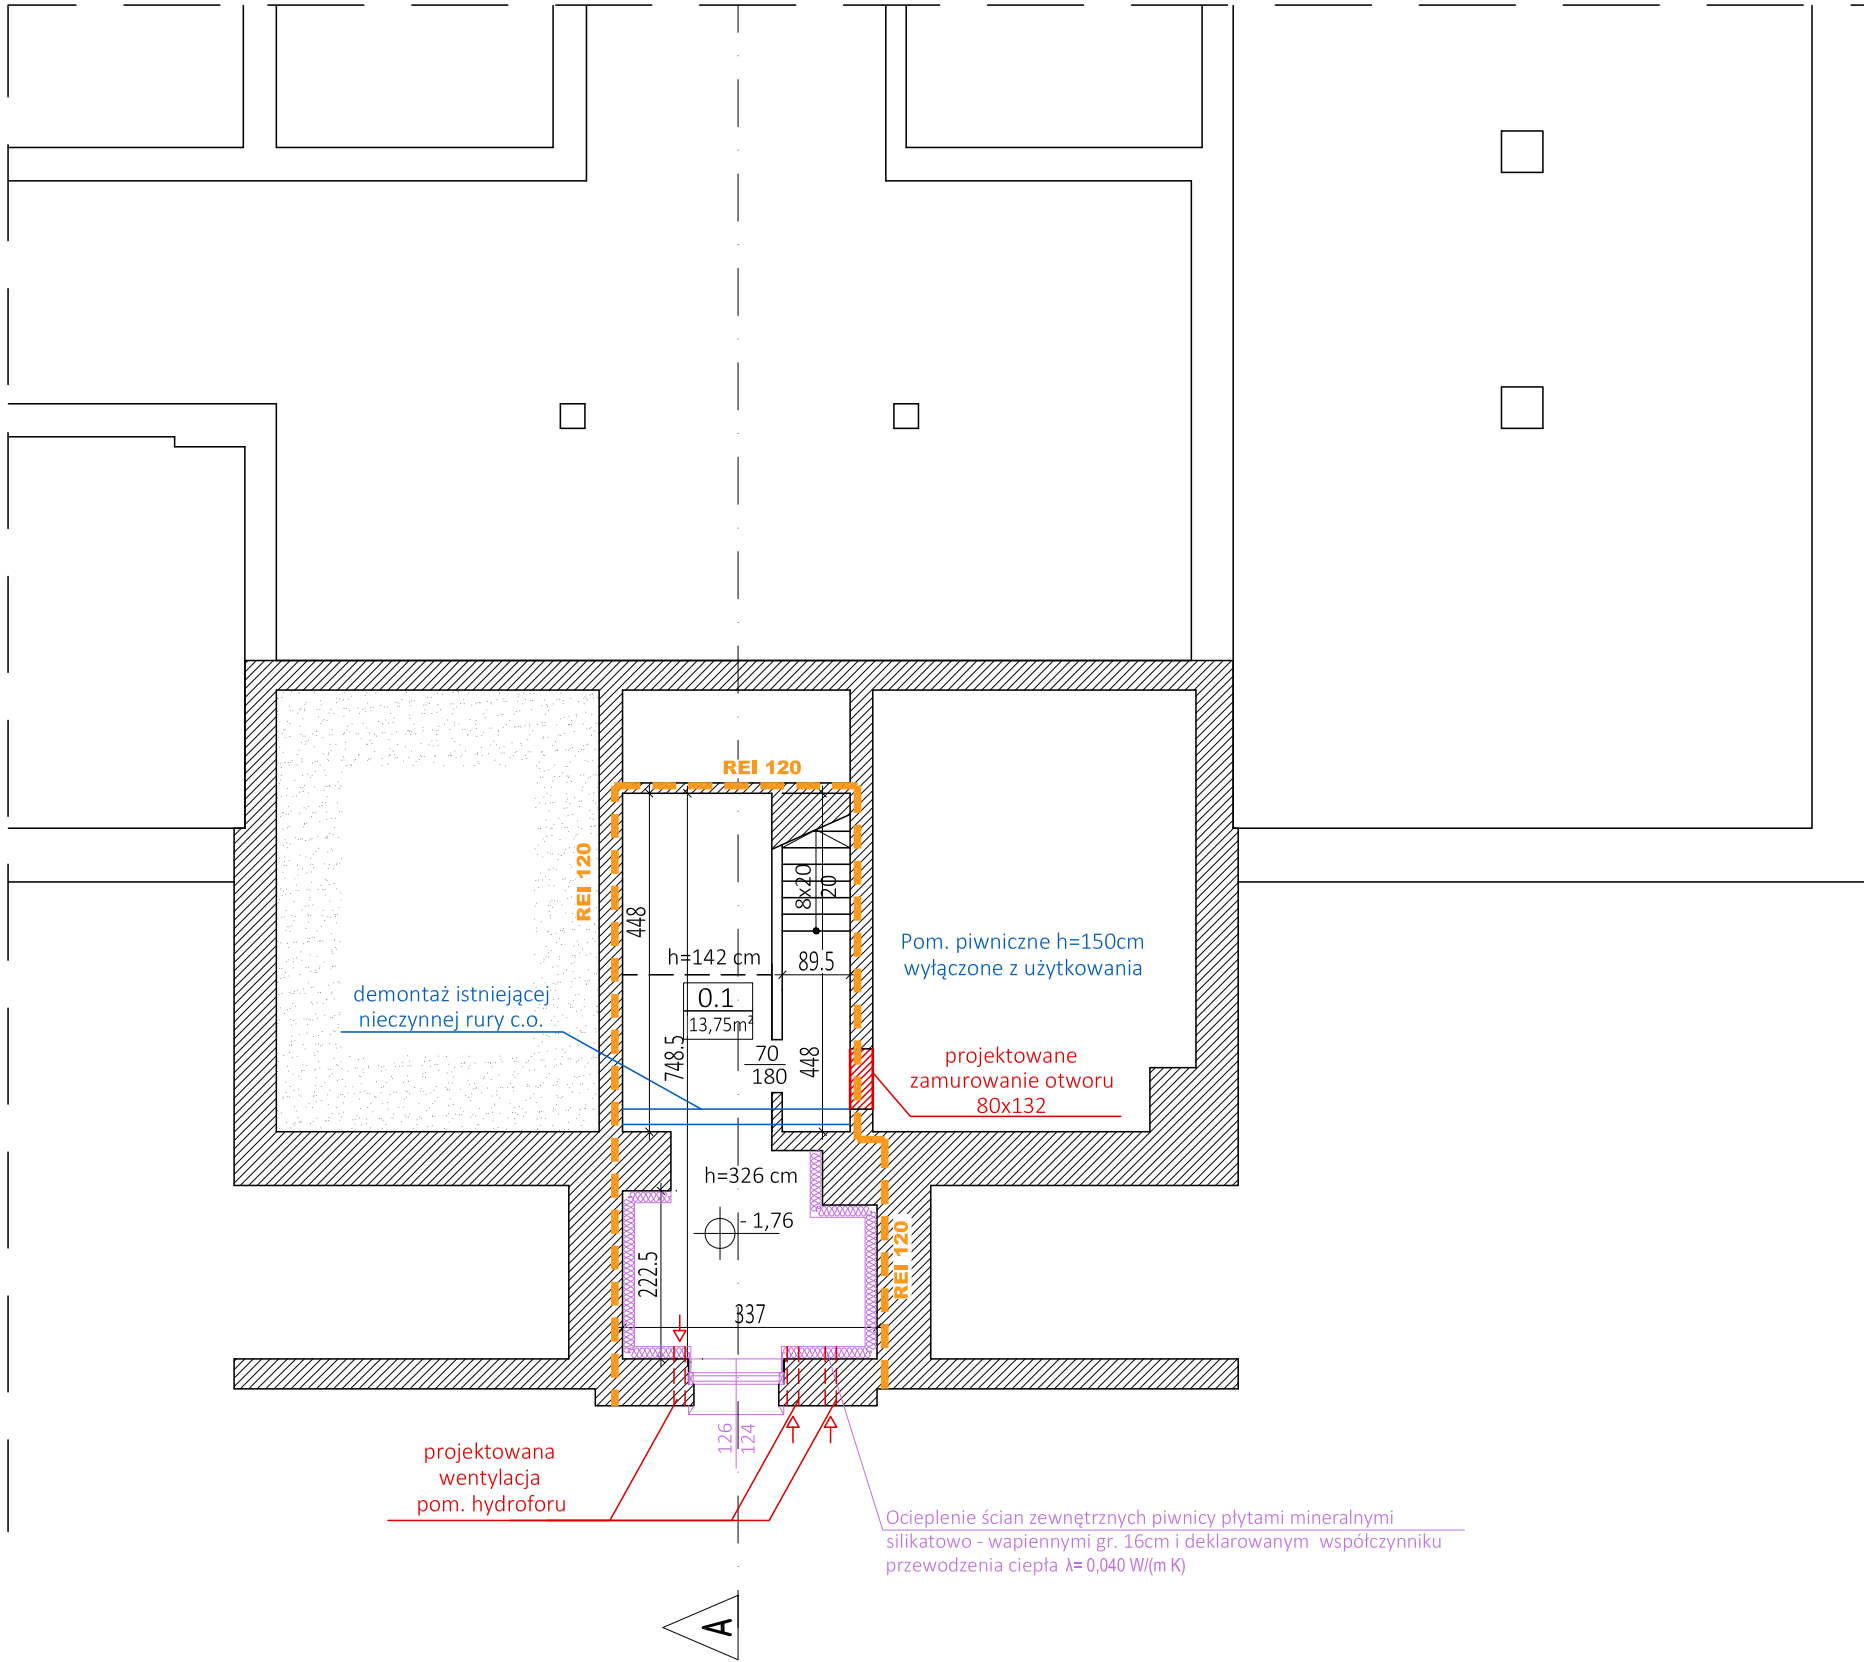 REI 120
REI 120
448
8x20
20
h=142 cm
89.5
Pom. piwniczne h=150cm
wyłączone z użytkowania
demontaż istniejącej
nieczynnej rury c.o.
0.1
13,75m²
748.5
70
180
448
projektowane
zamurowanie otworu
80x132
h=326 cm
- 1,76
222.5
REI 120
337
126
124
projektowana
wentylacja
pom. hydroforu
Ocieplenie ścian zewnętrznych piwnicy płytami mineralnymi
silikatowo - wapiennymi gr. 16cm i deklarowanym współczynniku
przewodzenia ciepła λ= 0,040 W/(m K)
A